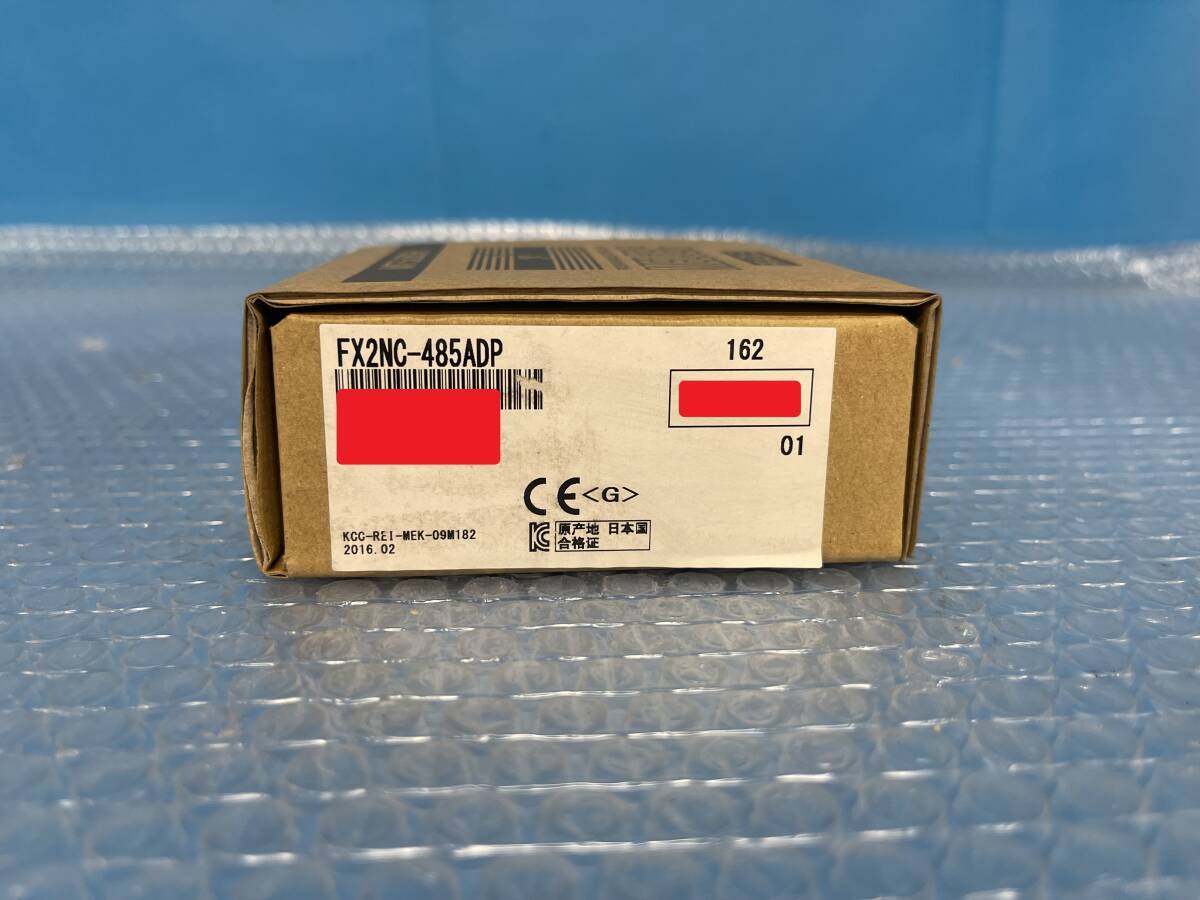 FX2NC-485ADP
162
01
CE<G>
原产地 日本国
合格证
KCC-REI-MEK-09M182
2016.02